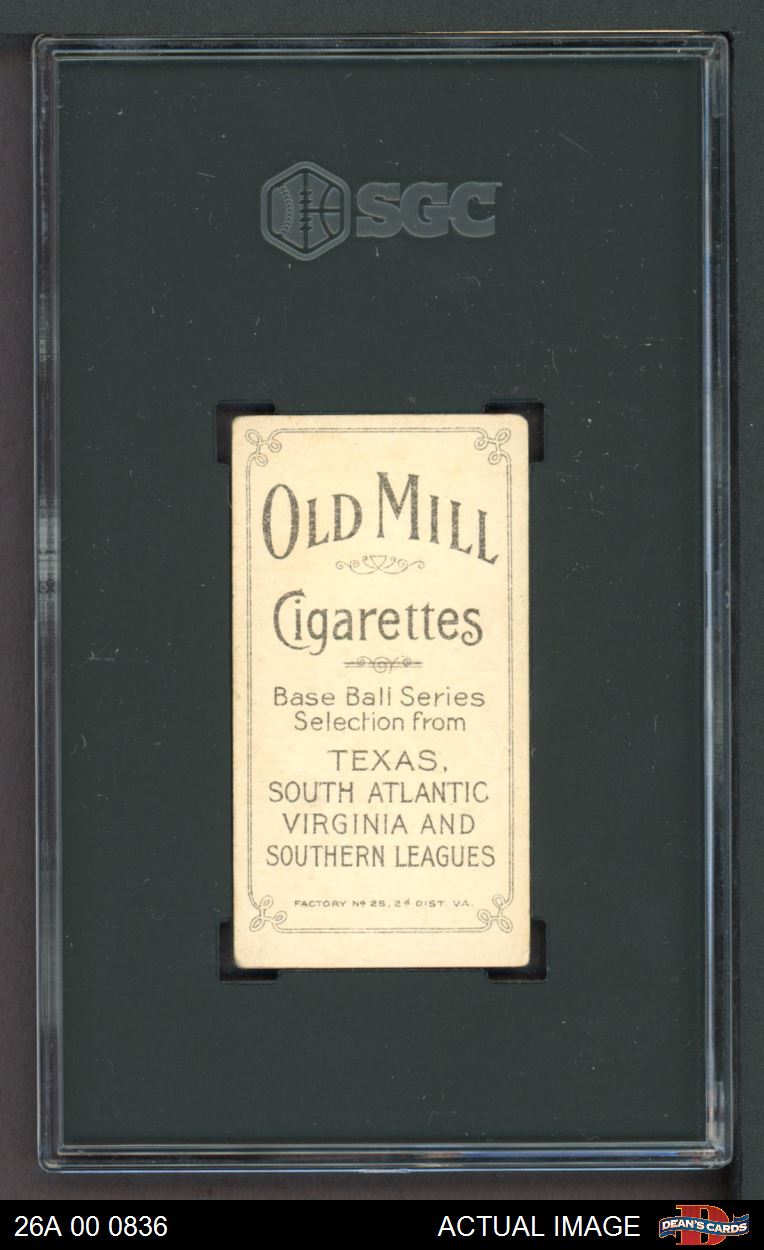 SGC
OLD MILL
Cigarettes
Base Ball Series
Selection from
TEXAS,
SOUTH ATLANTIC
VIRGINIA AND
SOUTHERN LEAGUES
FACTORY Nº 25, 2d DIST. VA.
26A 00 0836
ACTUAL IMAGE
DEAN'S CARDS